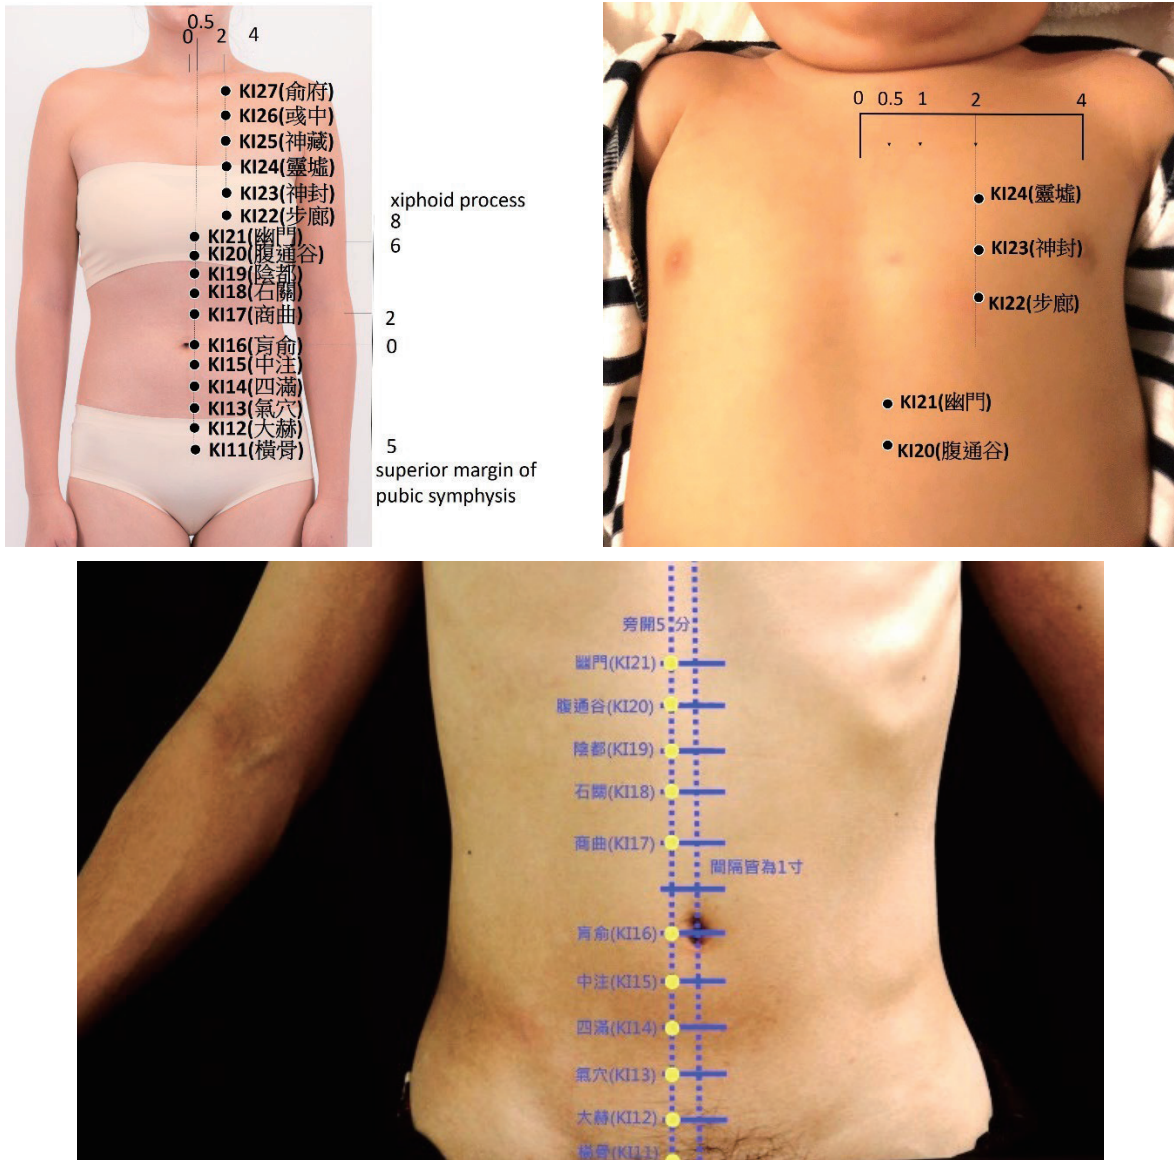 0 0.5 2 4
KI27(俞府)
KI26(彧中)
KI25(神藏)
KI24(靈墟)
KI23(神封)
KI22(步廊)
KI21(幽門)
KI20(腹通谷)
KI19(陰都)
KI18(石關)
KI17(商曲)
KI16(肓俞)
KI15(中注)
KI14(四滿)
KI13(氣穴)
KI12(大赫)
KI11(橫骨)
xiphoid process
8
6
2
0
5
superior margin of
pubic symphysis
0 0.5 1 2 4
KI24(靈墟)
KI23(神封)
KI22(步廊)
KI21(幽門)
KI20(腹通谷)
旁開5分
幽門(KI21)
腹通谷(KI20)
陰都(KI19)
石關(KI18)
商曲(KI17)
間隔皆為1寸
肓俞(KI16)
中注(KI15)
四滿(KI14)
氣穴(KI13)
大赫(KI12)
橫骨(KI11)